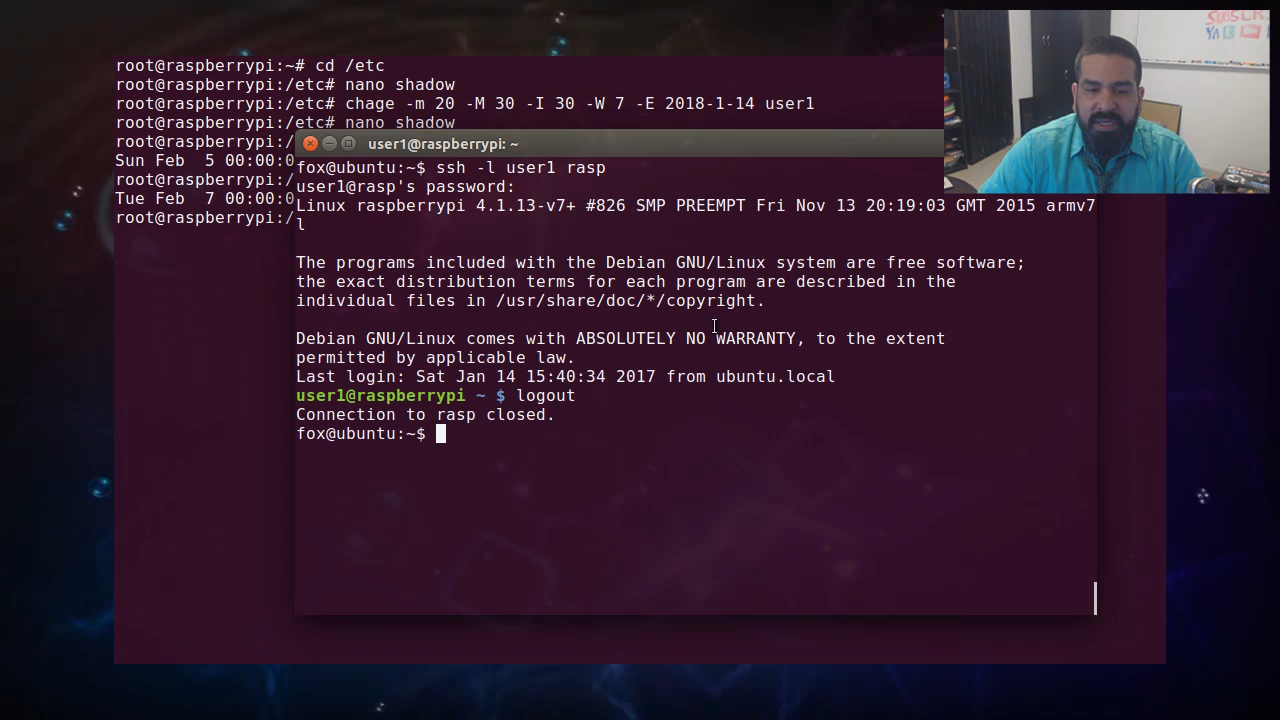 root@raspberrypi:~# cd /etc
root@raspberrypi:/etc# nano shadow
root@raspberrypi:/etc# chage -m 20 -M 30 -I 30 -W 7 -E 2018-1-14 user1
root@raspberrypi:/etc# nano shadow
root@raspberrypi:/
Sun Feb  5 00:00:0
root@raspberrypi:/
Tue Feb  7 00:00:0
root@raspberrypi:/
user1@raspberrypi: ~
fox@ubuntu:~$ ssh -l user1 rasp
user1@rasp's password:
Linux raspberrypi 4.1.13-v7+ #826 SMP PREEMPT Fri Nov 13 20:19:03 GMT 2015 armv7
l
The programs included with the Debian GNU/Linux system are free software;
the exact distribution terms for each program are described in the
individual files in /usr/share/doc/*/copyright.
Debian GNU/Linux comes with ABSOLUTELY NO WARRANTY, to the extent
permitted by applicable law.
Last login: Sat Jan 14 15:40:34 2017 from ubuntu.local
user1@raspberrypi ~ $ logout
Connection to rasp closed.
fox@ubuntu:~$